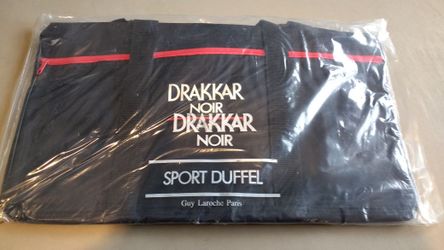 DRAKKAR
NOIR
DRAKKAR
NOIR
SPORT DUFFEL
Guy Laroche Paris